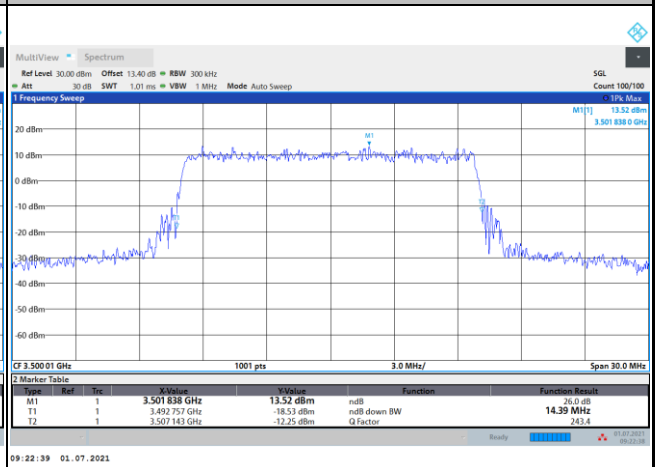 MultiView Spectrum
Ref Level 30.00 dBm Offset 13.40 dB RBW 300 kHz SGL
Att 30 dB SWT 1.01 ms VBW 1 MHz Mode Auto Sweep Count 100/100
1 Frequency Sweep 1Pk Max
M1[1] 13.52 dBm
3.501 838 0 GHz
M1
20 dBm
10 dBm
0 dBm
-10 dBm
-20 dBm
-30 dBm
-40 dBm
-50 dBm
-60 dBm
CF 3.500 01 GHz 1001 pts 3.0 MHz/ Span 30.0 MHz
2 Marker Table
Type Ref Trc X-Value Y-Value Function Function Result
M1 1 3.501 838 GHz 13.52 dBm ndB 26.0 dB
T1 1 3.492 757 GHz -18.53 dBm ndB down BW 14.39 MHz
T2 1 3.507 143 GHz -12.25 dBm Q Factor 243.4
Ready 01.07.2021
09:22:38
09:22:39 01.07.2021